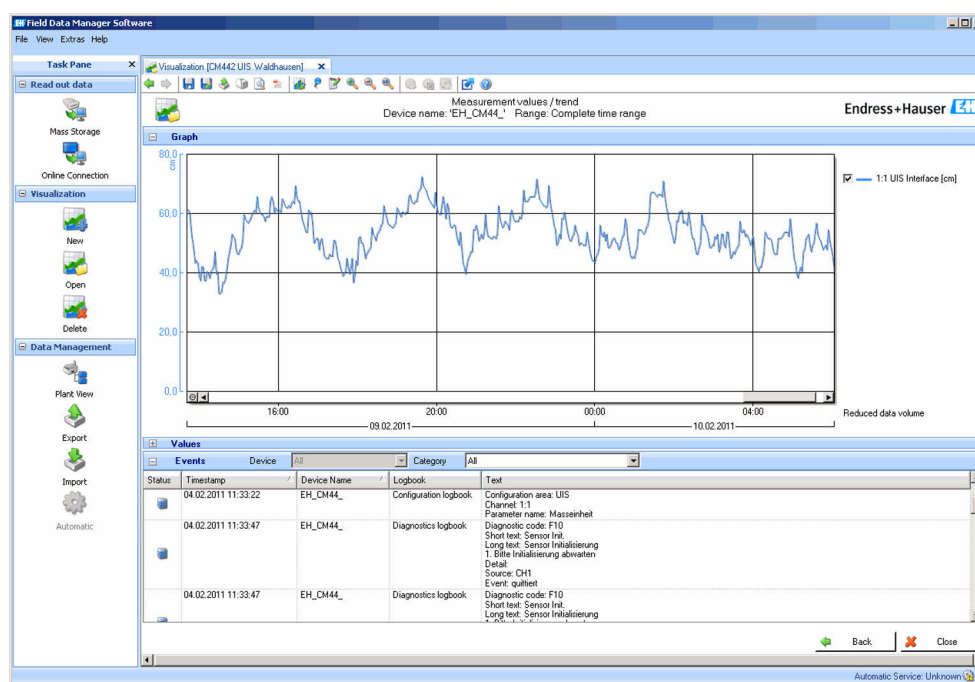 Field Data Manager Software
File View Extras Help
Task Pane
Read out data
Mass Storage
Online Connection
Visualization
New
Open
Delete
Data Management
Plant View
Export
Import
Automatic
Visualization [CM442 UIS Waldhausen]
Measurement values / trend
Device name: 'EH_CM44_' Range: Complete time range
Endress+Hauser
Graph
80,0
cm
60,0
40,0
20,0
0,0
16:00 20:00 00:00 04:00
09.02.2011 10.02.2011
1:1 UIS Interface [cm]
Reduced data volume
Values
Events Device All Category All
Status Timestamp Device Name Logbook Text
04.02.2011 11:33:22 EH_CM44_ Configuration logbook Configuration area: UIS
Channel: 1:1
Parameter name: Masseinheit
04.02.2011 11:33:47 EH_CM44_ Diagnostics logbook Diagnostic code: F10
Short text: Sensor Init.
Long text: Sensor Initialisierung
1. Bitte Initialisierung abwarten
Detail:
Source: CH1
Event: quittiert
04.02.2011 11:33:47 EH_CM44_ Diagnostics logbook Diagnostic code: F10
Short text: Sensor Init.
Long text: Sensor Initialisierung
Back Close
Automatic Service: Unknown